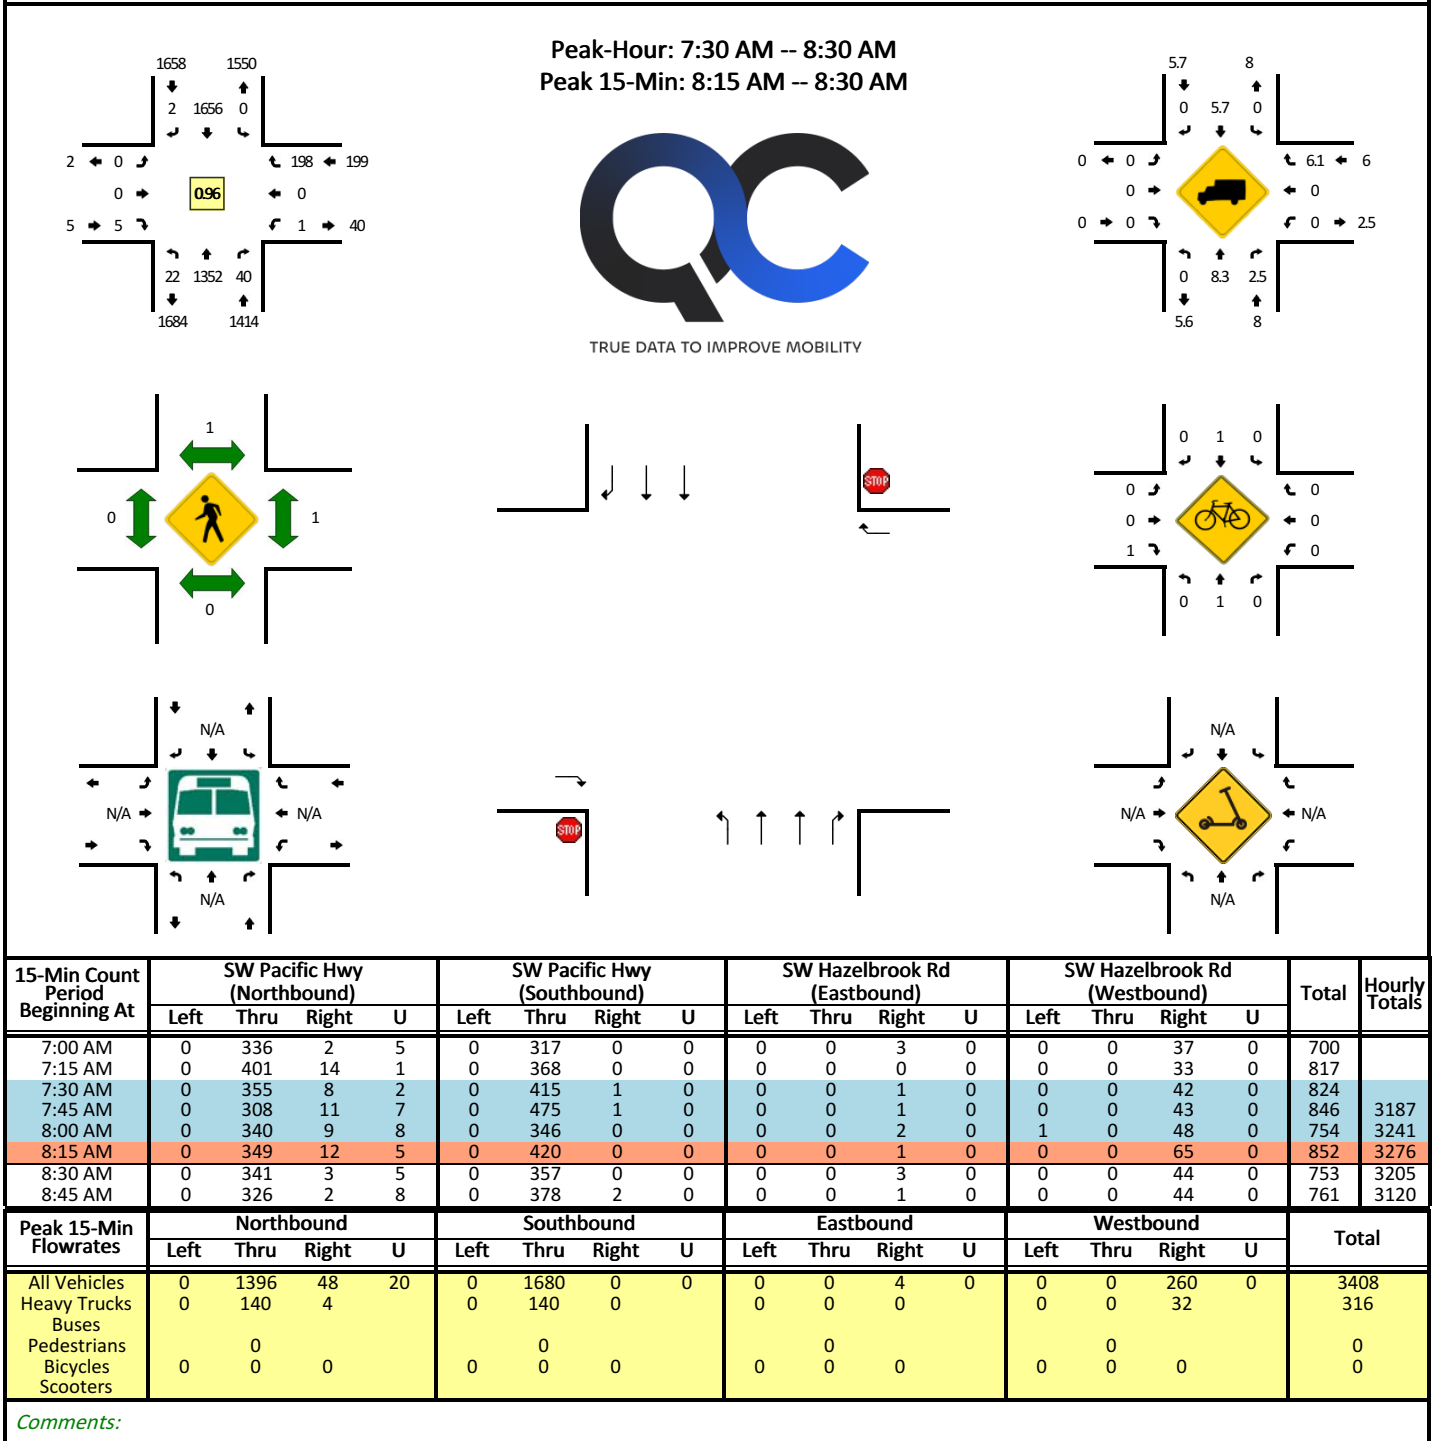 Peak-Hour: 7:30 AM -- 8:30 AM
Peak 15-Min: 8:15 AM -- 8:30 AM
1658 1550
2 1656 0
2 0 198 199
0 0.96 0
5 5 1 40
22 1352 40
1684 1414
QC
TRUE DATA TO IMPROVE MOBILITY
5.7 8
0 5.7 0
0 0 6.1 6
0 0
0 0 0 2.5
0 8.3 2.5
5.6 8
1
0 1
0
STOP
0 1 0
0 0
0 0
1 0
0 1 0
N/A
N/A N/A
N/A
STOP
N/A
N/A N/A
N/A
15-Min Count Period Beginning At SW Pacific Hwy (Northbound) SW Pacific Hwy (Southbound) SW Hazelbrook Rd (Eastbound) SW Hazelbrook Rd (Westbound) Total Hourly Totals
Left Thru Right U Left Thru Right U Left Thru Right U Left Thru Right U
7:00 AM 0 336 2 5 0 317 0 0 0 0 3 0 0 0 37 0 700
7:15 AM 0 401 14 1 0 368 0 0 0 0 0 0 0 0 33 0 817
7:30 AM 0 355 8 2 0 415 1 0 0 0 1 0 0 0 42 0 824
7:45 AM 0 308 11 7 0 475 1 0 0 0 1 0 0 0 43 0 846 3187
8:00 AM 0 340 9 8 0 346 0 0 0 0 2 0 1 0 48 0 754 3241
8:15 AM 0 349 12 5 0 420 0 0 0 0 1 0 0 0 65 0 852 3276
8:30 AM 0 341 3 5 0 357 0 0 0 0 3 0 0 0 44 0 753 3205
8:45 AM 0 326 2 8 0 378 2 0 0 0 1 0 0 0 44 0 761 3120
Peak 15-Min Flowrates Northbound Southbound Eastbound Westbound Total
Left Thru Right U Left Thru Right U Left Thru Right U Left Thru Right U
All Vehicles 0 1396 48 20 0 1680 0 0 0 0 4 0 0 0 260 0 3408
Heavy Trucks 0 140 4 0 140 0 0 0 0 0 0 32 316
Buses
Pedestrians 0 0 0 0 0
Bicycles 0 0 0 0 0 0 0 0 0 0 0 0 0
Scooters
Comments: